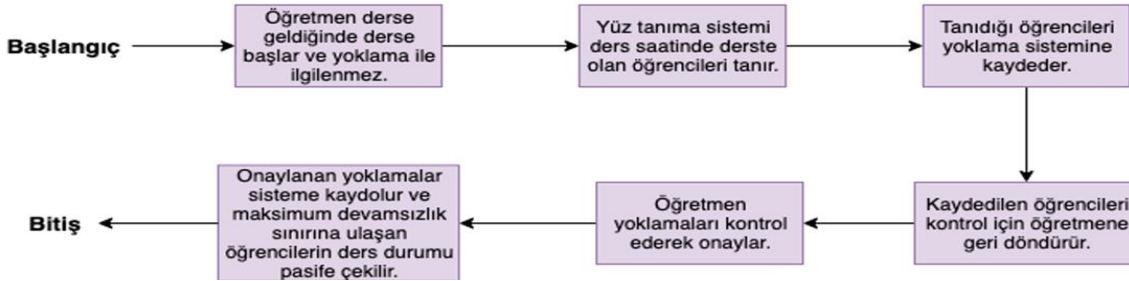 Başlangıç
Öğretmen derse
geldiğinde derse
başlar ve yoklama ile
ilgilenmez.
Yüz tanıma sistemi
ders saatinde derste
olan öğrencileri tanır.
Tanıdığı öğrencileri
yoklama sistemine
kaydeder.
Kaydedilen öğrencileri
kontrol için öğretmene
geri döndürür.
Öğretmen
yoklamaları kontrol
ederek onaylar.
Onaylanan yoklamalar
sisteme kaydolur ve
maksimum devamsızlık
sınırına ulaşan
öğrencilerin ders durumu
pasife çekilir.
Bitiş